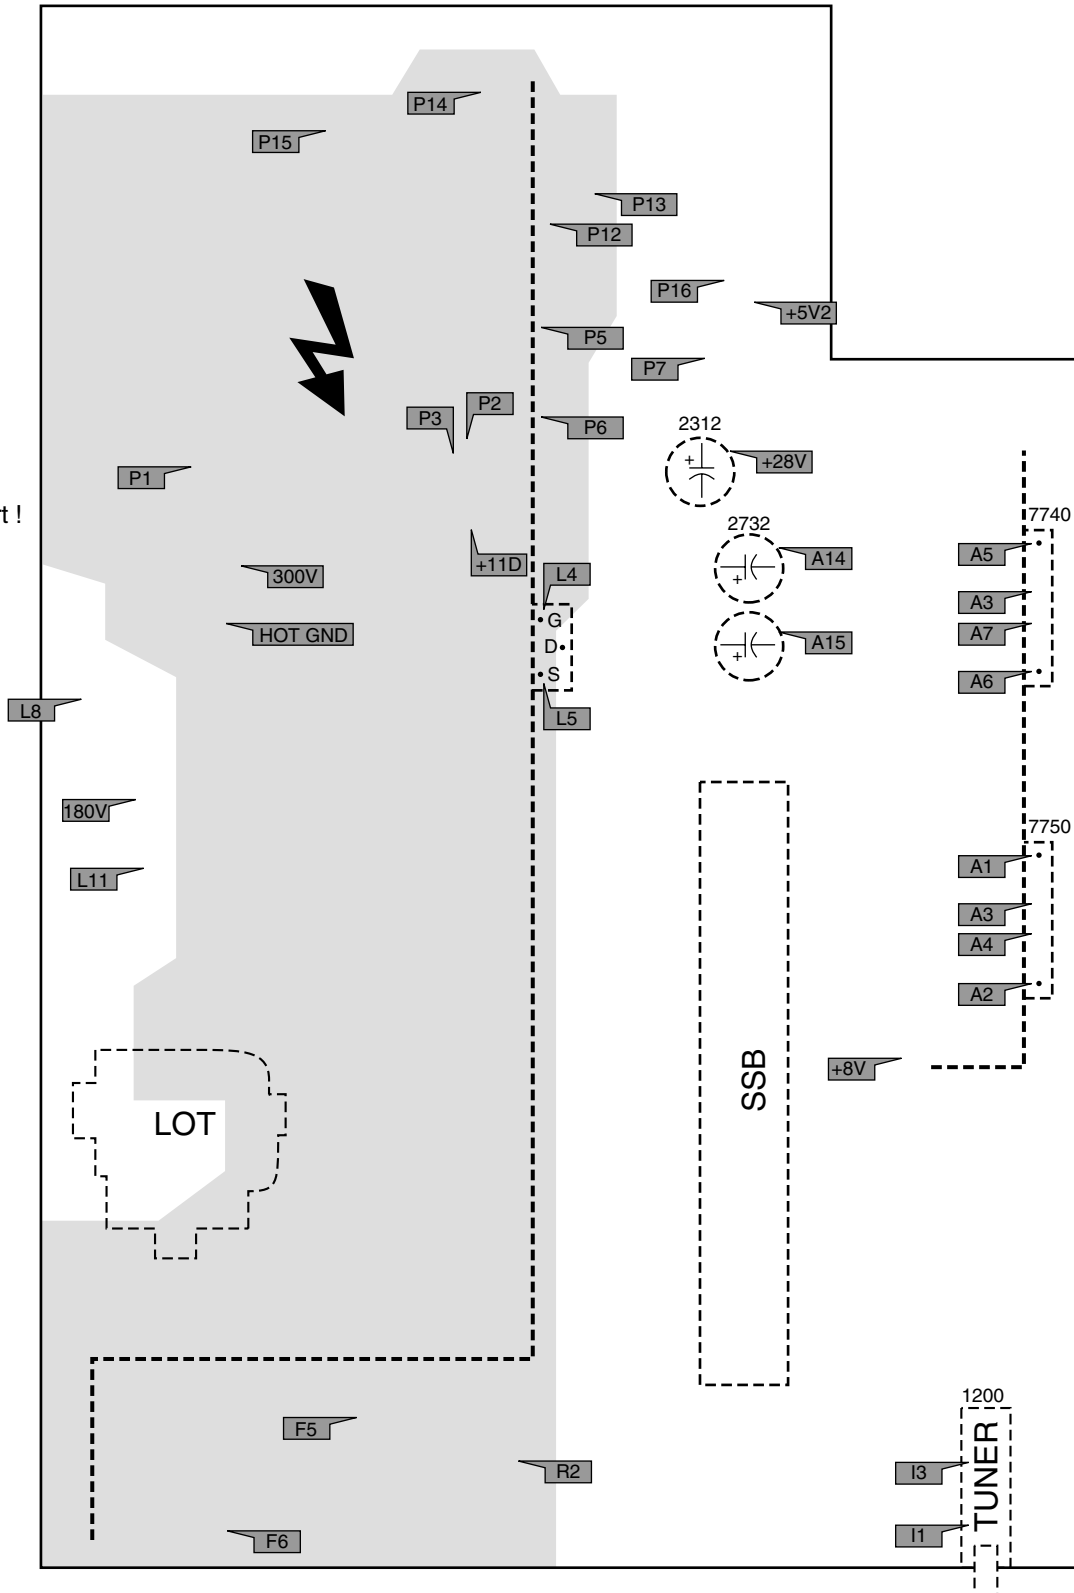 P14
P15
P13
P12
P16
+5V2
P5
P7
P2
P3
P6
2312
+28V
P1
rt !
7740
2732
A5
A14
+11D
L4
300V
A3
G
HOT GND
A7
A15
D
S
A6
L8
L5
180V
7750
A1
L11
A3
A4
A2
+8V
SSB
LOT
1200
F5
R2
I3
TUNER
I1
F6